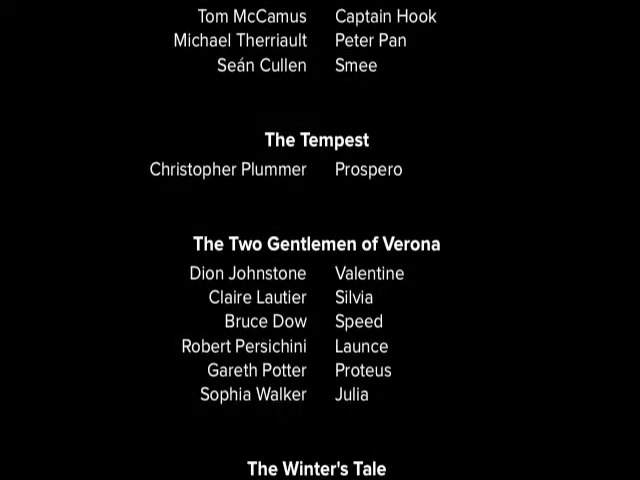 Tom McCamus Captain Hook
Michael Therriault Peter Pan
Seán Cullen Smee
The Tempest
Christopher Plummer Prospero
The Two Gentlemen of Verona
Dion Johnstone Valentine
Claire Lautier Silvia
Bruce Dow Speed
Robert Persichini Launce
Gareth Potter Proteus
Sophia Walker Julia
The Winter's Tale